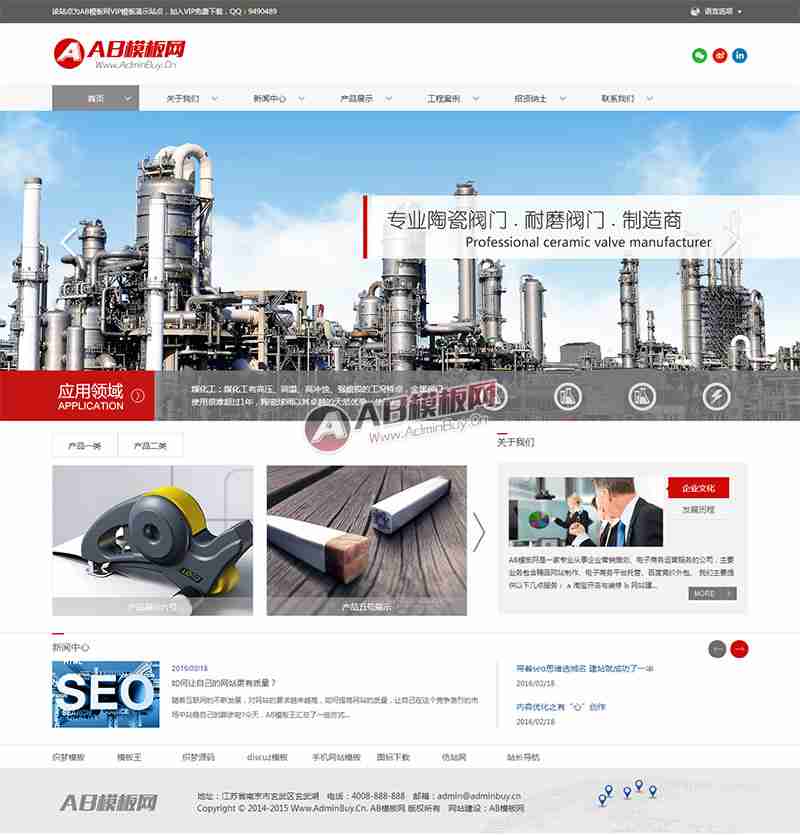 该站点为AB模板网VIP模板演示站点，加入VIP免费下载，QQ：9490489
语言选项
AB模板网
Www.AdminBuy.Cn
首页 关于我们 新闻中心 产品展示 工程案例 招贤纳士 联系我们
专业陶瓷阀门 . 耐磨阀门 . 制造商
Professional ceramic valve manufacturer
应用领域
APPLICATION
煤化工：煤化工有高压、高温、高冲蚀、强磨损的工况特点，金属阀门
使用很难超过1年，陶瓷球阀以其卓越的
AB模板网
Www.AdminBuy.Cn
产品一类 产品二类
产品展示六号
产品五号展示
关于我们
企业文化
发展历程
AB模板网是一家专业从事企业营销策划、电子商务运营服务的公司，主要
业务包含精品网站制作、电子商务平台托管、百度竞价外包。 我们主要提
供以下几点服务： a 淘宝开店与装修 b 网站建...
MORE
新闻中心
SEO
2016/02/18
如何让自己的网站更有质量？
随着互联网的不断发展，对网站的要求越来越高，如何提高网站的质量，让自己在这个竞争激烈的市
场中站稳自己的脚步呢?今天，AB模板王汇总了一些方式...
带着seo思维选域名 建站就成功了一半
2016/02/18
内容优化之有“心”创作
2016/02/18
织梦模板 模板王 织梦源码 discuz模板 手机网站模板 图标下载 仿站网 站长导航
AB模板网
地址：江苏省南京市玄武区玄武湖 电话：4008-888-888 邮箱：admin@adminbuy.cn
Copyright © 2014-2015 Www.AdminBuy.Cn. AB模板网 版权所有 网站建设：AB模板网